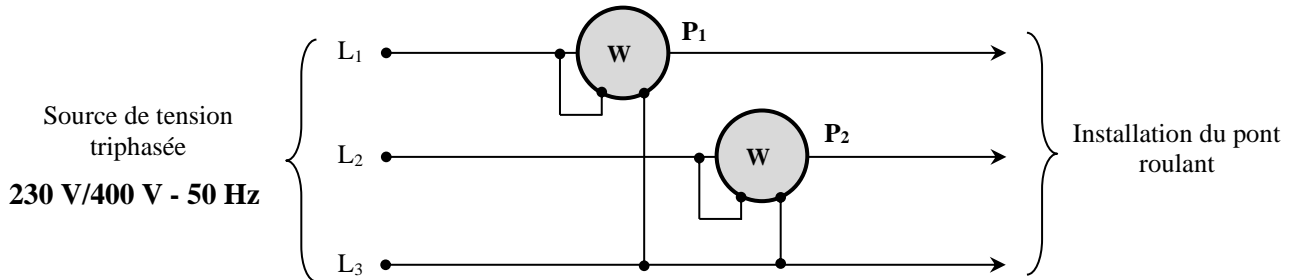 L₁
W
P₁
Source de tension
triphasée
230 V/400 V - 50 Hz
L₂
W
P₂
Installation du pont
roulant
L₃